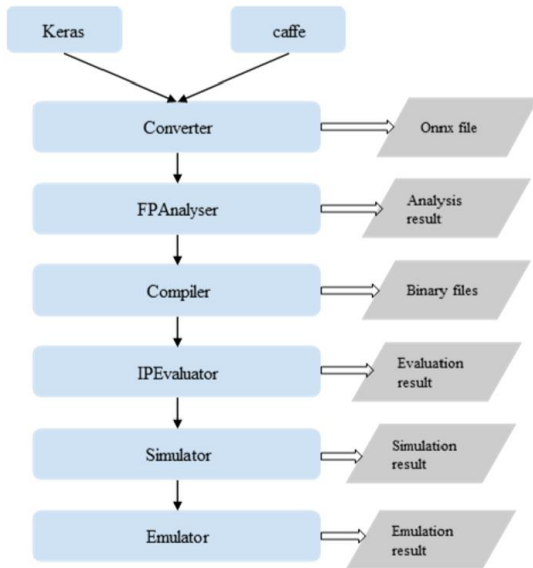 Keras
caffe
Converter
Onnx file
FPAnalyser
Analysis
result
Compiler
Binary files
IPEvaluator
Evaluation
result
Simulator
Simulation
result
Emulator
Emulation
result